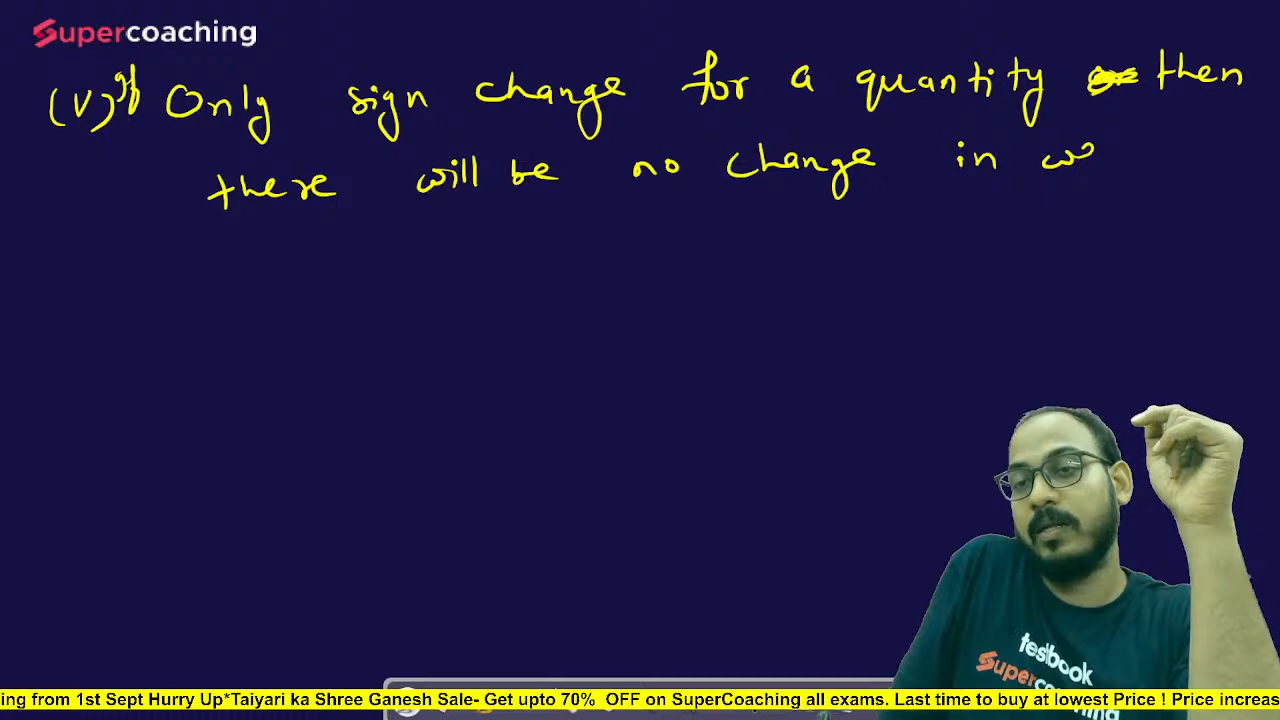 Supercoaching
(V) If Only sign change for a quantity then
there will be no change in
testbook
Supercoaching
ing from 1st Sept Hurry Up*Taiyari ka Shree Ganesh Sale- Get upto 70% OFF on SuperCoaching all exams. Last time to buy at lowest Price ! Price increas